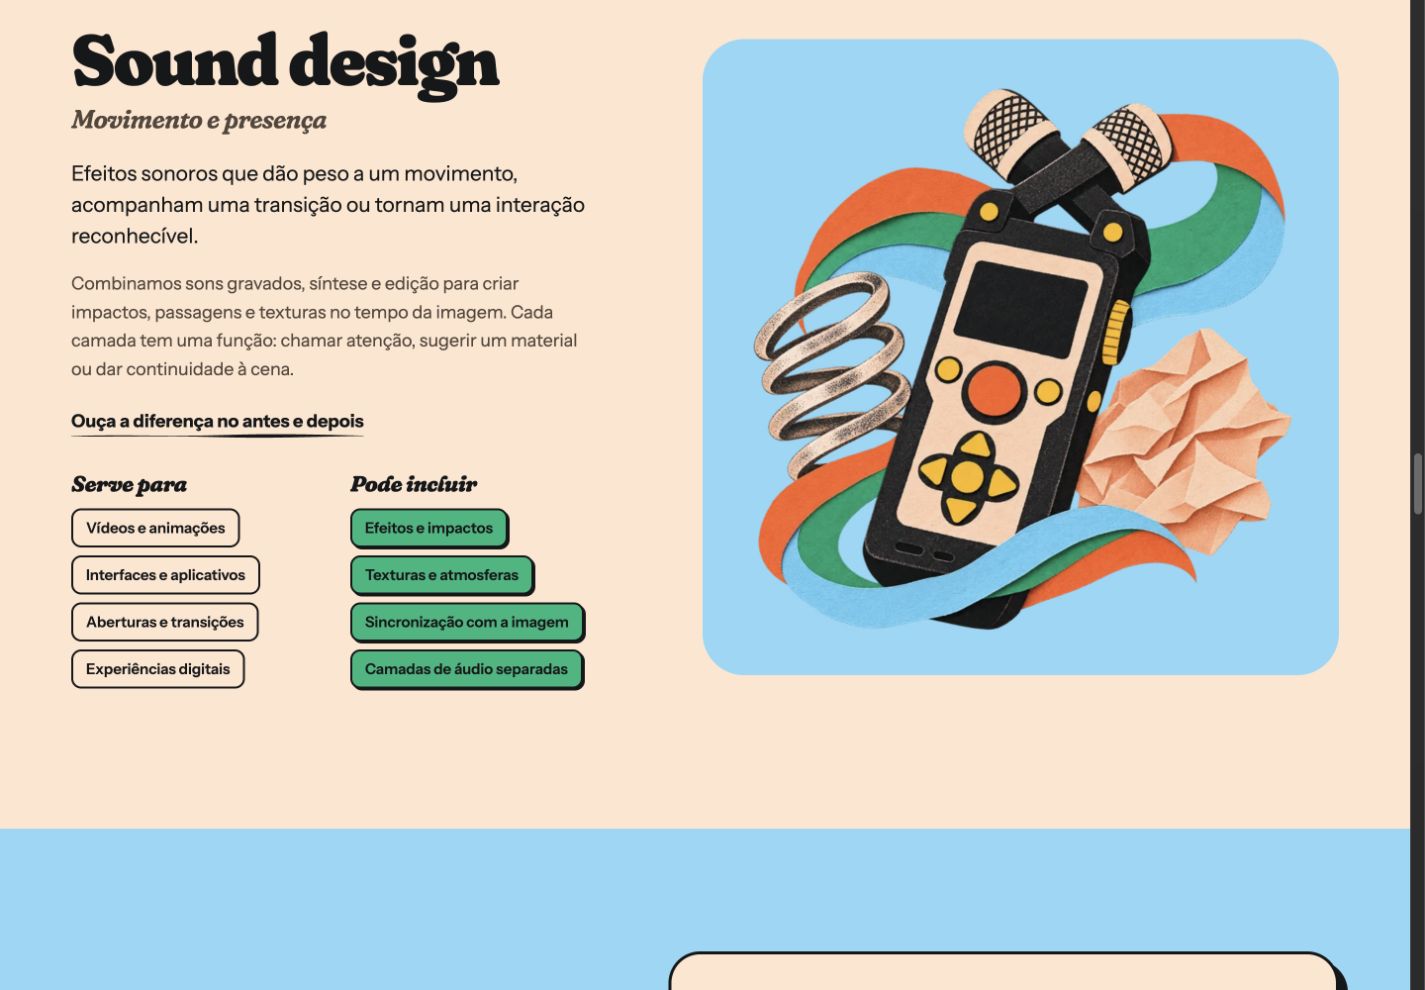 Sound design
Movimento e presença
Efeitos sonoros que dão peso a um movimento,
acompanham uma transição ou tornam uma interação
reconhecível.
Combinamos sons gravados, síntese e edição para criar
impactos, passagens e texturas no tempo da imagem. Cada
camada tem uma função: chamar atenção, sugerir um material
ou dar continuidade à cena.
Ouça a diferença no antes e depois
Serve para
Vídeos e animações
Interfaces e aplicativos
Aberturas e transições
Experiências digitais
Pode incluir
Efeitos e impactos
Texturas e atmosferas
Sincronização com a imagem
Camadas de áudio separadas